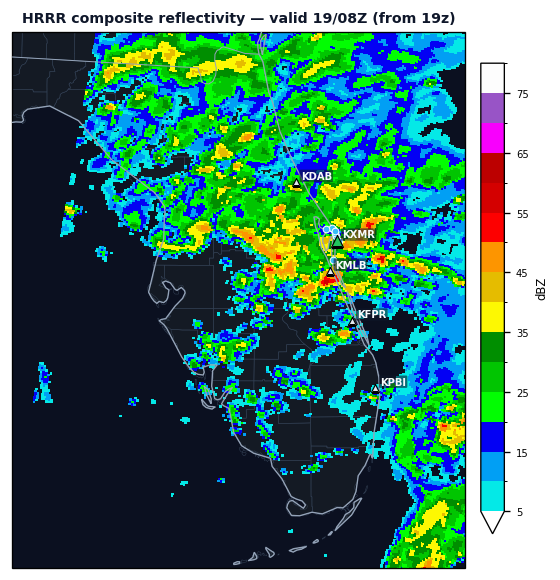 HRRR composite reflectivity — valid 19/08Z (from 19z)
KDAB
KXMR
KMLB
KFPR
KPBI
75
65
55
45
35
25
15
5
dBZ